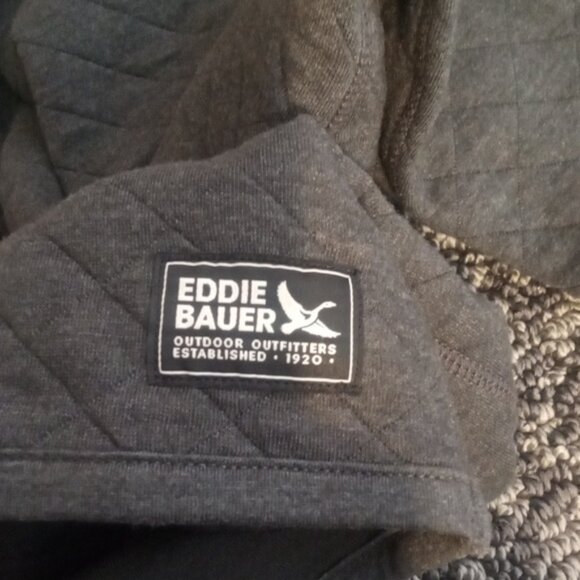 EDDIE
BAUER
OUTDOOR OUTFITTERS
ESTABLISHED • 1920 •